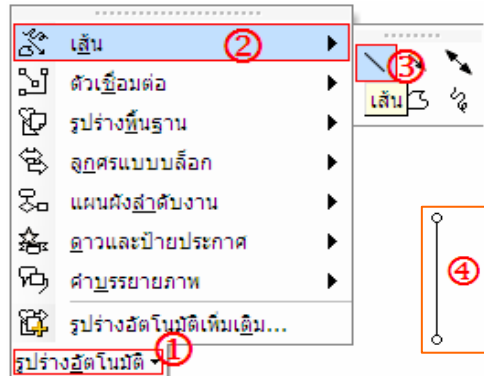 เส้น ②
ตัวเชื่อมต่อ
รูปร่างพื้นฐาน
ลูกศรแบบบล็อก
แผนผังลำดับงาน
ดาวและป้ายประกาศ
คำบรรยายภาพ
รูปร่างอัตโนมัติเพิ่มเติม...
รูปร่างอัตโนมัติ ①
③
เส้น
④